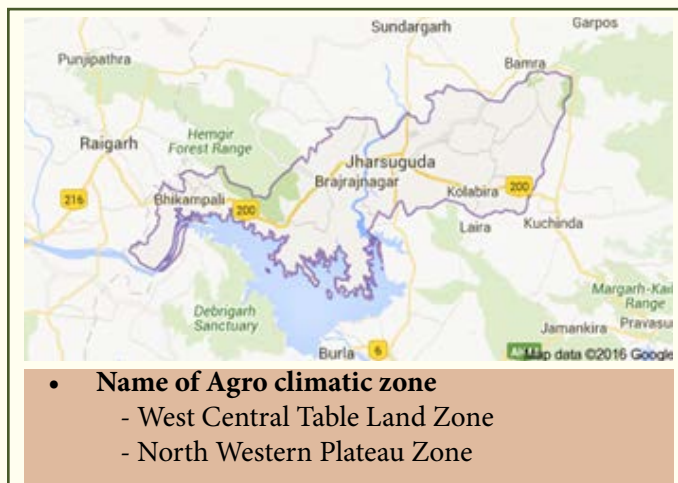 Sundargarh
Garpos
Punjipathra
Bamra
Hemgir
Forest Range
Raigarh
Jharsuguda
Brajrajnagar
Kolabira
200
216
Bhikampali
200
Laira
Kuchinda
Debrigarh
Sanctuary
Margarh-Kai
Range
Jamankira
Pravasu
Burla
6
Map data ©2016 Google
• Name of Agro climatic zone
- West Central Table Land Zone
- North Western Plateau Zone